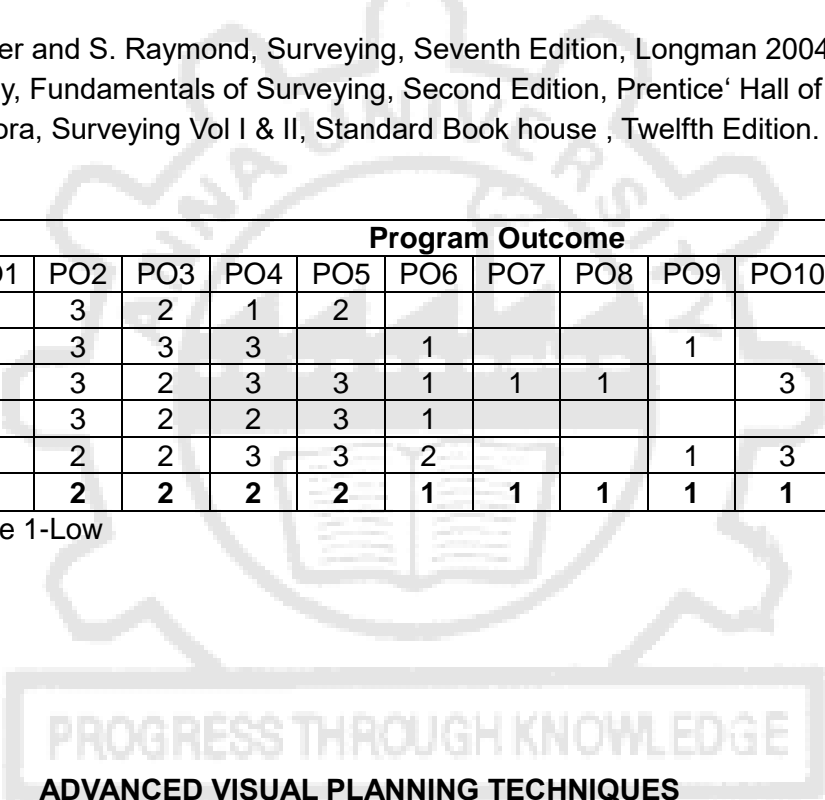 er and S. Raymond, Surveying, Seventh Edition, Longman 2004
y, Fundamentals of Surveying, Second Edition, Prentice‘ Hall of
ora, Surveying Vol I & II, Standard Book house , Twelfth Edition.
Program Outcome
O1 PO2 PO3 PO4 PO5 PO6 PO7 PO8 PO9 PO10
3 2 1 2
3 3 3 1 1
3 2 3 3 1 1 1 3
3 2 2 3 1
2 2 3 3 2 1 3
2 2 2 2 1 1 1 1 1
e 1-Low
ANNA UNIVERSITY
PROGRESS THROUGH KNOWLEDGE
ADVANCED VISUAL PLANNING TECHNIQUES